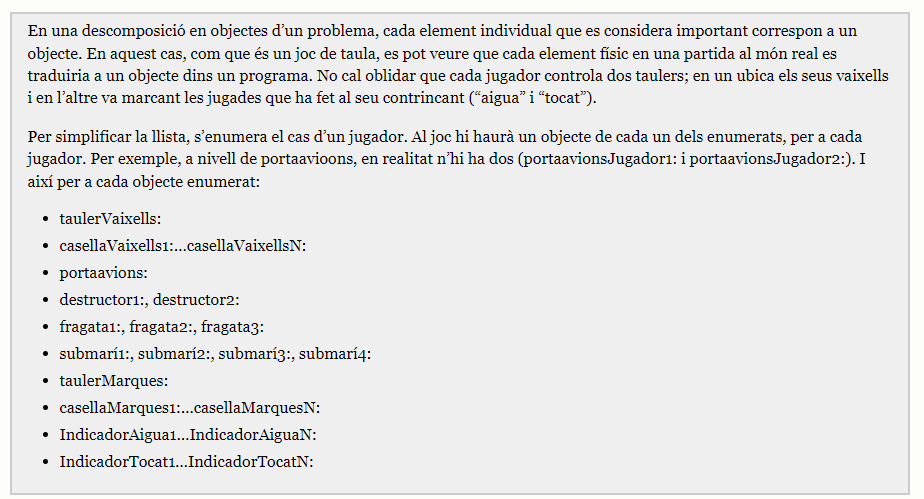 En una descomposició en objectes d’un problema, cada element individual que es considera important correspon a un
objecte. En aquest cas, com que és un joc de taula, es pot veure que cada element físic en una partida al món real es
traduiria a un objecte dins un programa. No cal oblidar que cada jugador controla dos taulers; en un ubica els seus vaixells
i en l’altre va marcant les jugades que ha fet al seu contrincant (“aigua” i “tocat”).
Per simplificar la llista, s’enumera el cas d’un jugador. Al joc hi haurà un objecte de cada un dels enumerats, per a cada
jugador. Per exemple, a nivell de portaavioons, en realitat n’hi ha dos (portaavionsJugador1: i portaavionsJugador2:). I
així per a cada objecte enumerat:
• taulerVaixells:
• casellaVaixells1:...casellaVaixellsN:
• portaavions:
• destructor1:, destructor2:
• fragata1:, fragata2:, fragata3:
• submarí1:, submarí2:, submarí3:, submarí4:
• taulerMarques:
• casellaMarques1:...casellaMarquesN:
• IndicadorAigua1...IndicadorAiguaN:
• IndicadorTocat1...IndicadorTocatN: